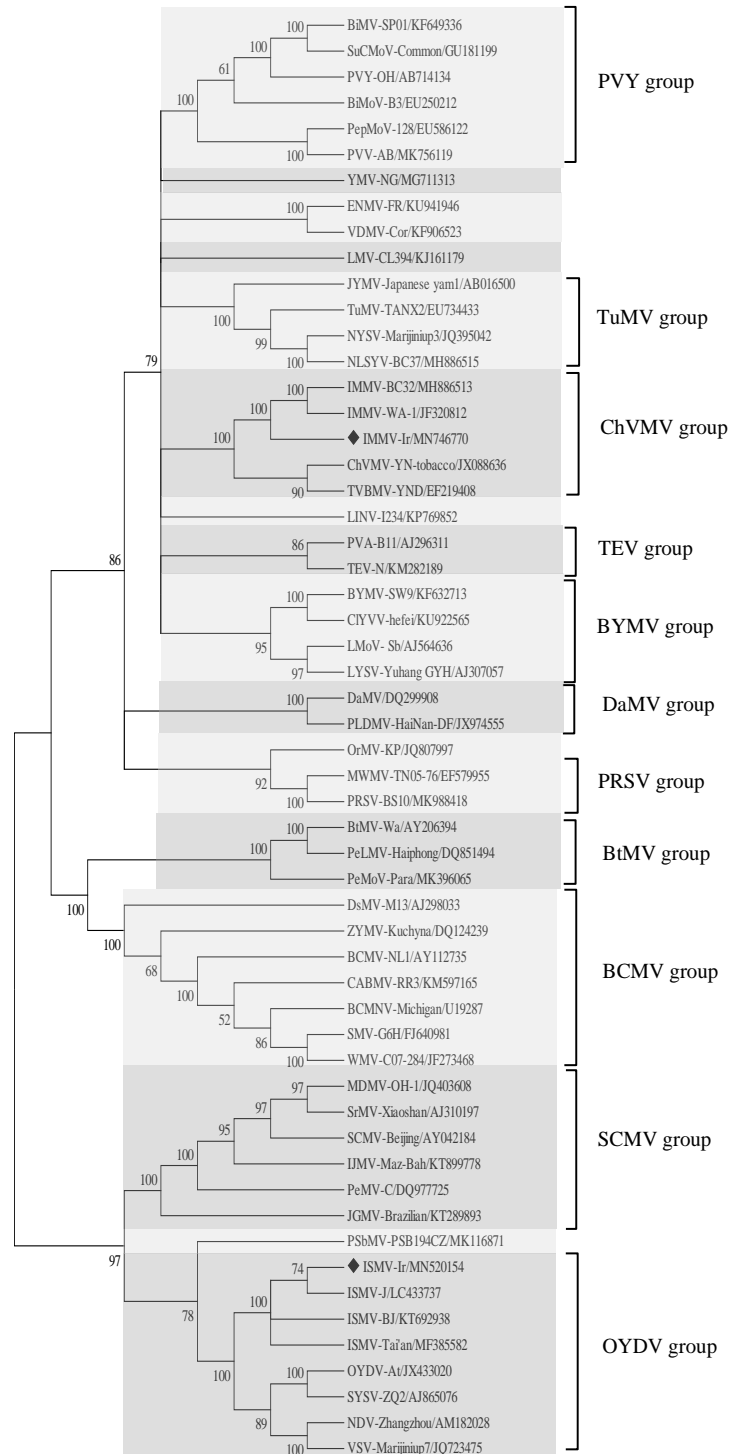 BiMV-SP01/KF649336
100
SuCMoV-Common/GU181199
100
PVY-OH/AB714134
61
PVY group
BiMoV-B3/EU250212
100
PepMoV-128/EU586122
PVV-AB/MK756119
100
YMV-NG/MG711313
ENMV-FR/KU941946
100
VDMV-Cor/KF906523
LMV-CL394/KJ161179
JYMV-Japanese yam1/AB016500
TuMV-TANX2/EU734433
100
TuMV group
NYSV-Marijiniup3/JQ395042
99
NLSYV-BC37/MH886515
100
79
IMMV-BC32/MH886513
100
IMMV-WA-1/JF320812
100
ChVMV group
◆ IMMV-Ir/MN746770
100
ChVMV-YN-tobacco/JX088636
TVBMV-YND/EF219408
90
LINV-I234/KP769852
PVA-B11/AJ296311
86
TEV group
86
TEV-N/KM282189
BYMV-SW9/KF632713
100
ClYVV-hefei/KU922565
BYMV group
LMoV- Sb/AJ564636
95
LYSV-Yuhang GYH/AJ307057
97
DaMV/DQ299908
100
DaMV group
PLDMV-HaiNan-DF/JX974555
OrMV-KP/JQ807997
MWMV-TN05-76/EF579955
92
PRSV group
PRSV-BS10/MK988418
100
BtMV-Wa/AY206394
100
PeLMV-Haiphong/DQ851494
BtMV group
100
PeMoV-Para/MK396065
DsMV-M13/AJ298033
100
ZYMV-Kuchyna/DQ124239
100
BCMV-NL1/AY112735
68
BCMV group
CABMV-RR3/KM597165
100
BCMNV-Michigan/U19287
52
SMV-G6H/FJ640981
86
WMV-C07-284/JF273468
100
MDMV-OH-1/JQ403608
97
SrMV-Xiaoshan/AJ310197
97
SCMV-Beijing/AY042184
95
SCMV group
IJMV-Maz-Bah/KT899778
100
PeMV-C/DQ977725
100
JGMV-Brazilian/KT289893
PSbMV-PSB194CZ/MK116871
97
◆ ISMV-Ir/MN520154
74
ISMV-J/LC433737
78
ISMV-BJ/KT692938
100
ISMV-Tai'an/MF385582
OYDV group
OYDV-At/JX433020
100
100
SYSV-ZQ2/AJ865076
NDV-Zhangzhou/AM182028
89
VSV-Marijiniup7/JQ723475
100